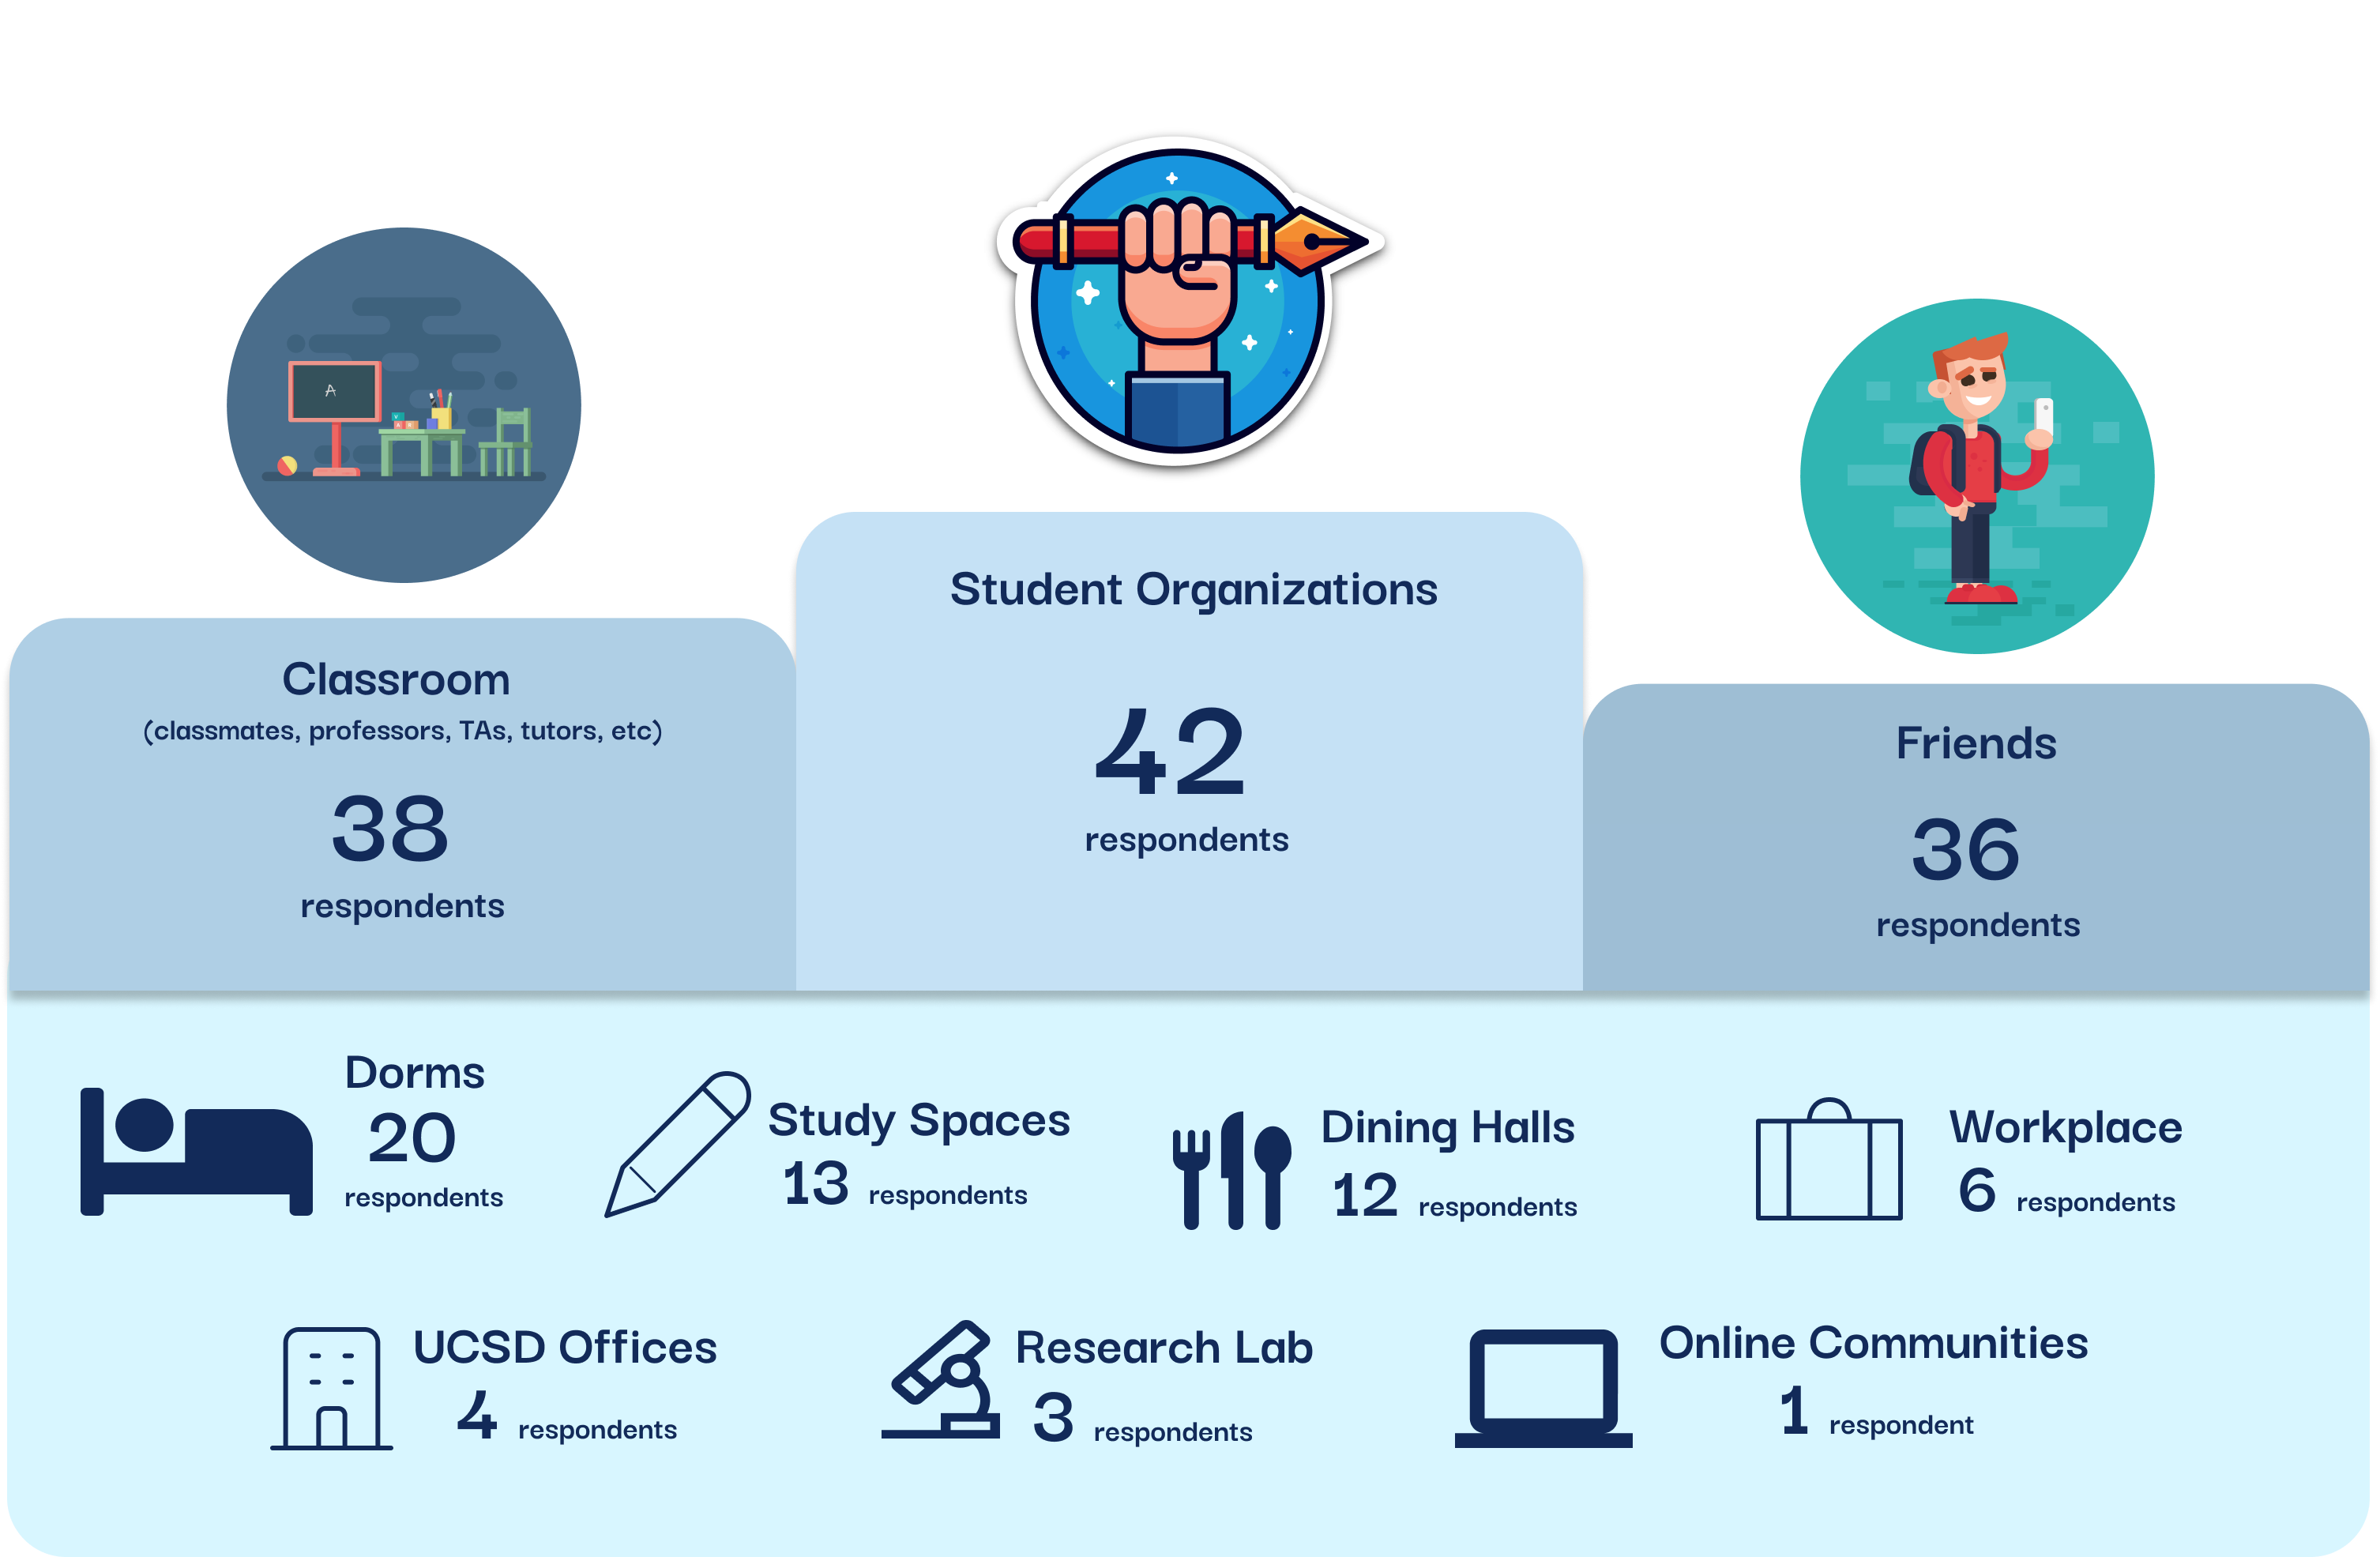 A
Student Organizations
42
respondents
Classroom
(classmates, professors, TAs, tutors, etc)
38
respondents
Friends
36
respondents
Dorms
20
respondents
Study Spaces
13 respondents
Dining Halls
12 respondents
Workplace
6 respondents
UCSD Offices
4 respondents
Research Lab
3 respondents
Online Communities
1 respondent